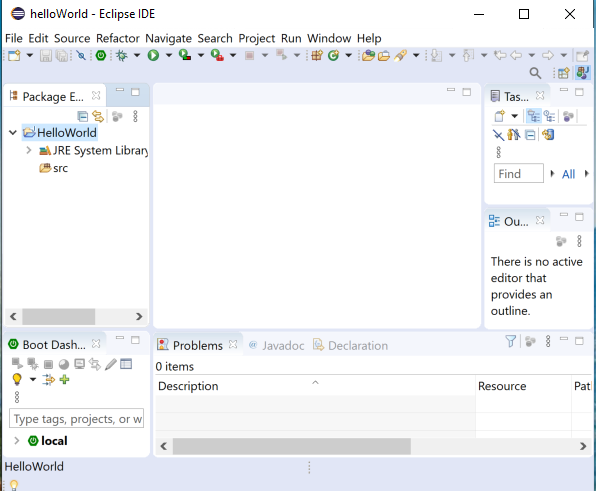 helloWorld - Eclipse IDE
File Edit Source Refactor Navigate Search Project Run Window Help
Package E...
HelloWorld
JRE System Library
src
Tas...
Find
All
Ou...
There is no active
editor that
provides an
outline.
Boot Dash...
Type tags, projects, or w
local
Problems
@ Javadoc
Declaration
0 items
Description
Resource
Pat
HelloWorld